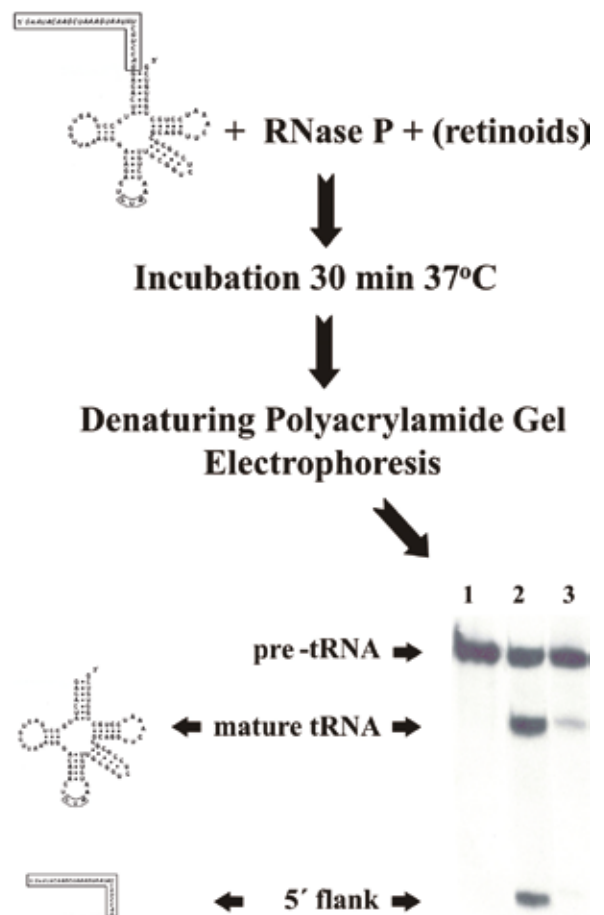 + RNase P + (retinoids)
Incubation 30 min 37°C
Denaturing Polyacrylamide Gel
Electrophoresis
1 2 3
pre -tRNA
mature tRNA
5´ flank